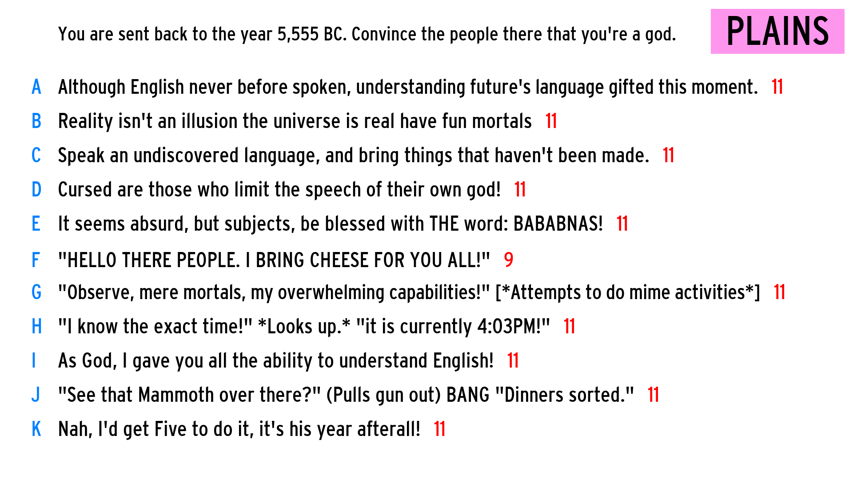 You are sent back to the year 5,555 BC. Convince the people there that you're a god.
PLAINS
A Although English never before spoken, understanding future's language gifted this moment. 11
B Reality isn't an illusion the universe is real have fun mortals 11
C Speak an undiscovered language, and bring things that haven't been made. 11
D Cursed are those who limit the speech of their own god! 11
E It seems absurd, but subjects, be blessed with THE word: BABABNAS! 11
F "HELLO THERE PEOPLE. I BRING CHEESE FOR YOU ALL!" 9
G "Observe, mere mortals, my overwhelming capabilities!" [*Attempts to do mime activities*] 11
H "I know the exact time!" *Looks up.* "it is currently 4:03PM!" 11
I As God, I gave you all the ability to understand English! 11
J "See that Mammoth over there?" (Pulls gun out) BANG "Dinners sorted." 11
K Nah, I'd get Five to do it, it's his year afterall! 11